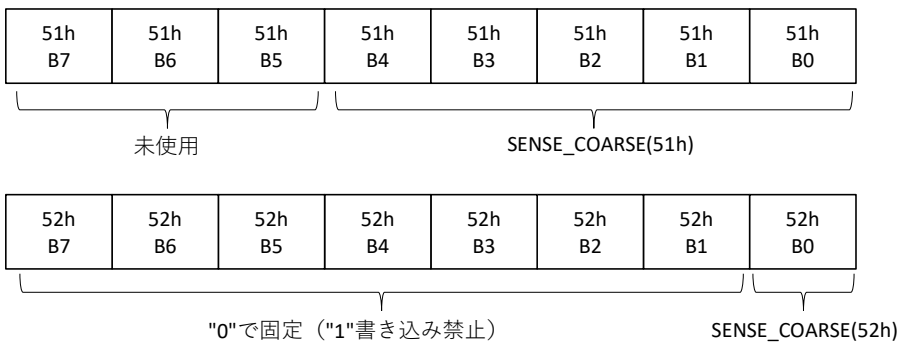 51h 51h 51h 51h 51h 51h 51h 51h
B7 B6 B5 B4 B3 B2 B1 B0
未使用 SENSE_COARSE(51h)
52h 52h 52h 52h 52h 52h 52h 52h
B7 B6 B5 B4 B3 B2 B1 B0
"0"で固定（"1"書き込み禁止） SENSE_COARSE(52h)